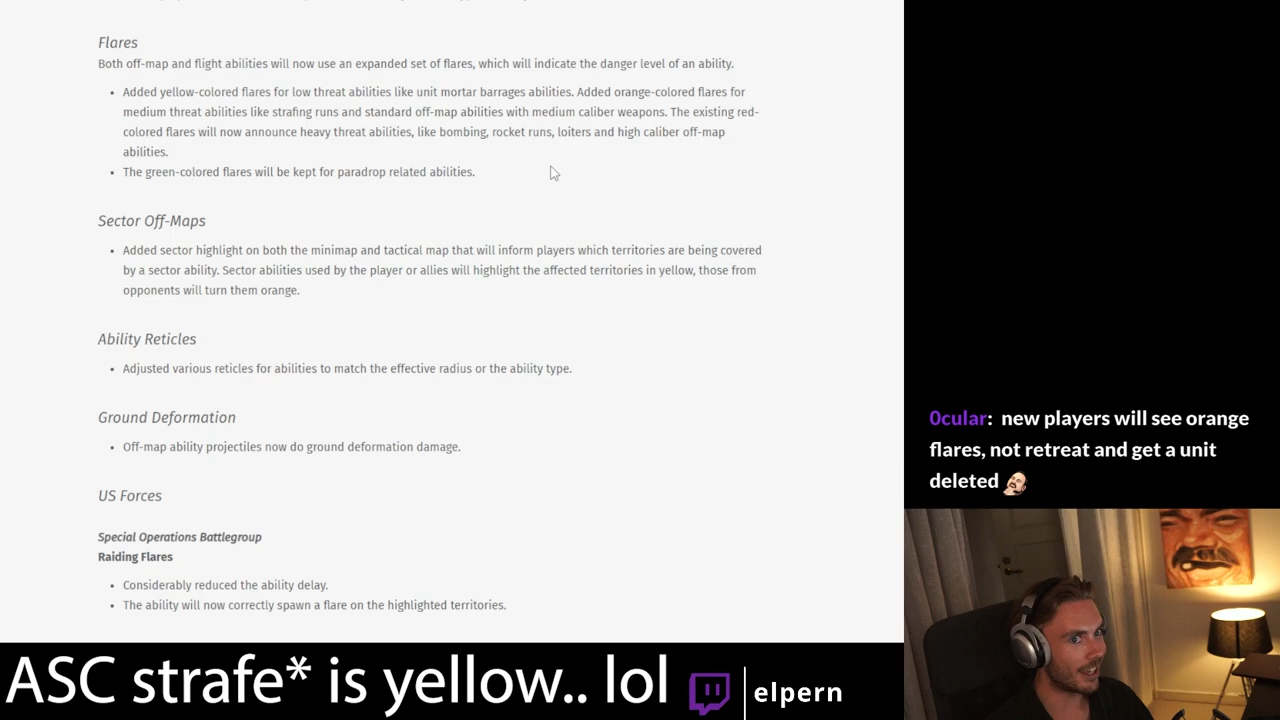 Flares
Both off-map and flight abilities will now use an expanded set of flares, which will indicate the danger level of an ability.
• Added yellow-colored flares for low threat abilities like unit mortar barrages abilities. Added orange-colored flares for
medium threat abilities like strafing runs and standard off-map abilities with medium caliber weapons. The existing red-
colored flares will now announce heavy threat abilities, like bombing, rocket runs, loiters and high caliber off-map
abilities.
• The green-colored flares will be kept for paradrop related abilities.
Sector Off-Maps
• Added sector highlight on both the minimap and tactical map that will inform players which territories are being covered
by a sector ability. Sector abilities used by the player or allies will highlight the affected territories in yellow, those from
opponents will turn them orange.
Ability Reticles
• Adjusted various reticles for abilities to match the effective radius or the ability type.
Ground Deformation
• Off-map ability projectiles now do ground deformation damage.
US Forces
Special Operations Battlegroup
Raiding Flares
• Considerably reduced the ability delay.
• The ability will now correctly spawn a flare on the highlighted territories.
0cular: new players will see orange
flares, not retreat and get a unit
deleted
ASC strafe* is yellow.. lol
elpern